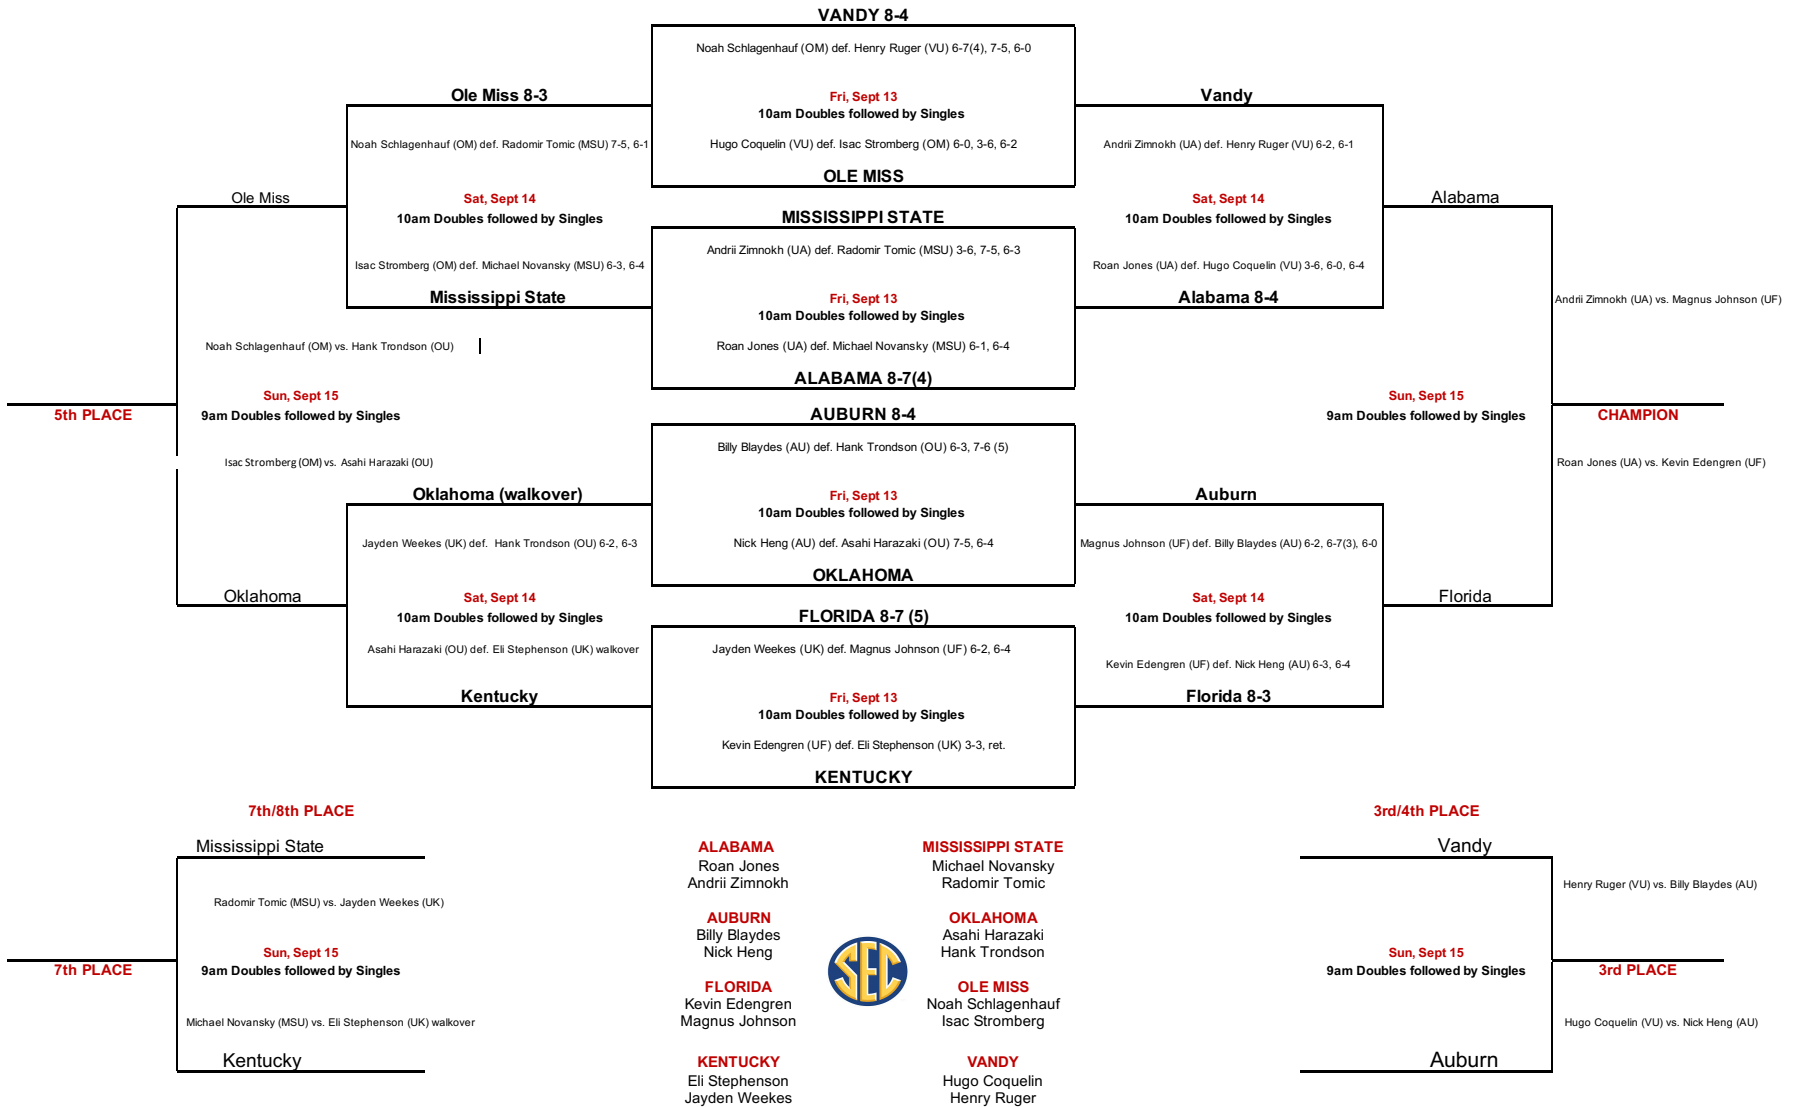 VANDY 8-4
Noah Schlagenhauf (OM) def. Henry Ruger (VU) 6-7(4), 7-5, 6-0
Ole Miss 8-3
Fri, Sept 13
Vandy
10am Doubles followed by Singles
Noah Schlagenhauf (OM) def. Radomir Tomic (MSU) 7-5, 6-1
Hugo Coquelin (VU) def. Isac Stromberg (OM) 6-0, 3-6, 6-2
Andrii Zimnokh (UA) def. Henry Ruger (VU) 6-2, 6-1
OLE MISS
Ole Miss
Sat, Sept 14
Sat, Sept 14
Alabama
10am Doubles followed by Singles
MISSISSIPPI STATE
10am Doubles followed by Singles
Andrii Zimnokh (UA) def. Radomir Tomic (MSU) 3-6, 7-5, 6-3
Isac Stromberg (OM) def. Michael Novansky (MSU) 6-3, 6-4
Roan Jones (UA) def. Hugo Coquelin (VU) 3-6, 6-0, 6-4
Mississippi State
Fri, Sept 13
Alabama 8-4
Andrii Zimnokh (UA) vs. Magnus Johnson (UF)
10am Doubles followed by Singles
Noah Schlagenhauf (OM) vs. Hank Trondson (OU)
Roan Jones (UA) def. Michael Novansky (MSU) 6-1, 6-4
ALABAMA 8-7(4)
Sun, Sept 15
Sun, Sept 15
5th PLACE
9am Doubles followed by Singles
AUBURN 8-4
9am Doubles followed by Singles
CHAMPION
Billy Blaydes (AU) def. Hank Trondson (OU) 6-3, 7-6 (5)
Isac Stromberg (OM) vs. Asahi Harazaki (OU)
Roan Jones (UA) vs. Kevin Edengren (UF)
Oklahoma (walkover)
Fri, Sept 13
Auburn
10am Doubles followed by Singles
Jayden Weekes (UK) def. Hank Trondson (OU) 6-2, 6-3
Nick Heng (AU) def. Asahi Harazaki (OU) 7-5, 6-4
Magnus Johnson (UF) def. Billy Blaydes (AU) 6-2, 6-7(3), 6-0
OKLAHOMA
Oklahoma
Sat, Sept 14
Sat, Sept 14
Florida
10am Doubles followed by Singles
FLORIDA 8-7 (5)
10am Doubles followed by Singles
Asahi Harazaki (OU) def. Eli Stephenson (UK) walkover
Jayden Weekes (UK) def. Magnus Johnson (UF) 6-2, 6-4
Kevin Edengren (UF) def. Nick Heng (AU) 6-3, 6-4
Kentucky
Fri, Sept 13
Florida 8-3
10am Doubles followed by Singles
Kevin Edengren (UF) def. Eli Stephenson (UK) 3-3, ret.
KENTUCKY
7th/8th PLACE
3rd/4th PLACE
Mississippi State
Radomir Tomic (MSU) vs. Jayden Weekes (UK)
Sun, Sept 15
7th PLACE
9am Doubles followed by Singles
Michael Novansky (MSU) vs. Eli Stephenson (UK) walkover
Kentucky
ALABAMA
Roan Jones
Andrii Zimnokh
AUBURN
Billy Blaydes
Nick Heng
FLORIDA
Kevin Edengren
Magnus Johnson
KENTUCKY
Eli Stephenson
Jayden Weekes
SEC
MISSISSIPPI STATE
Michael Novansky
Radomir Tomic
OKLAHOMA
Asahi Harazaki
Hank Trondson
OLE MISS
Noah Schlagenhauf
Isac Stromberg
VANDY
Hugo Coquelin
Henry Ruger
Vandy
Henry Ruger (VU) vs. Billy Blaydes (AU)
Sun, Sept 15
9am Doubles followed by Singles
3rd PLACE
Hugo Coquelin (VU) vs. Nick Heng (AU)
Auburn